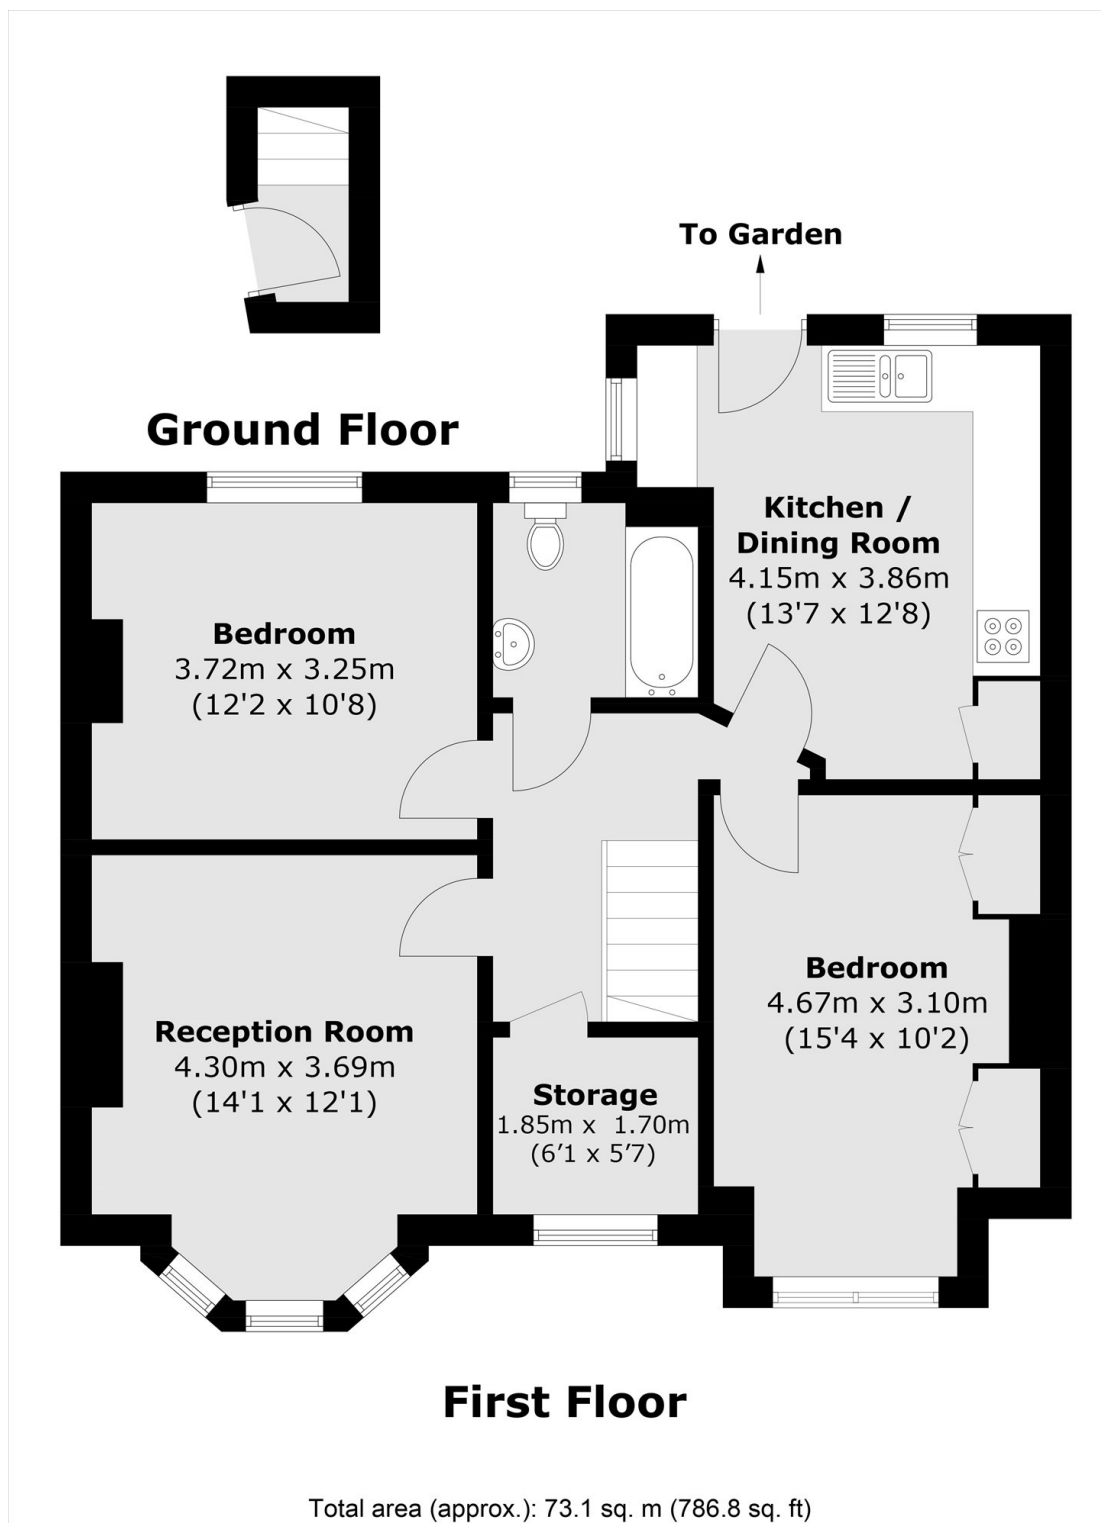 To Garden
Ground Floor
Kitchen /
Dining Room
4.15m x 3.86m
(13'7 x 12'8)
Bedroom
3.72m x 3.25m
(12'2 x 10'8)
Bedroom
4.67m x 3.10m
(15'4 x 10'2)
Reception Room
4.30m x 3.69m
(14'1 x 12'1)
Storage
1.85m x 1.70m
(6’1 x 5’7)
First Floor
Total area (approx.): 73.1 sq. m (786.8 sq. ft)